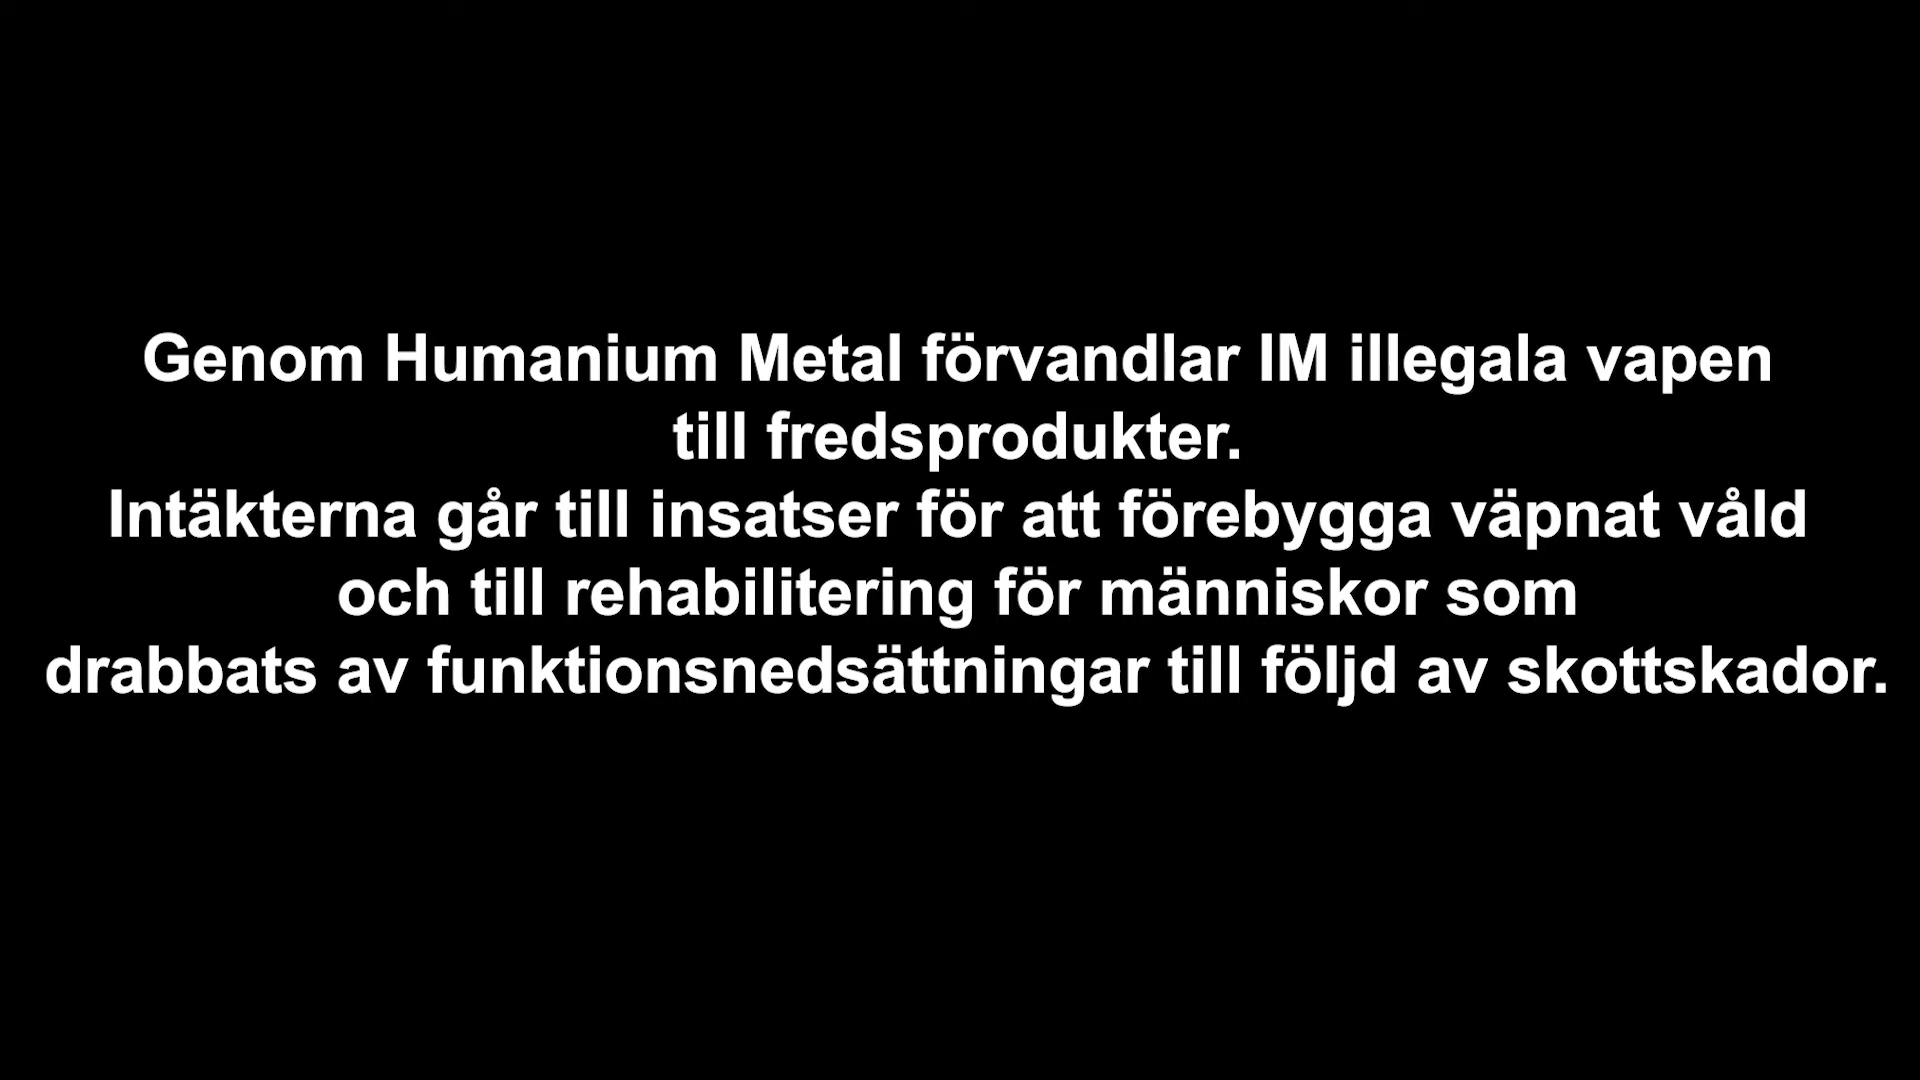 Genom Humanium Metal förvandlar IM illegala vapen
till fredsprodukter.
Intäkterna går till insatser för att förebygga väpnat våld
och till rehabilitering för människor som
drabbats av funktionsnedsättningar till följd av skottskador.